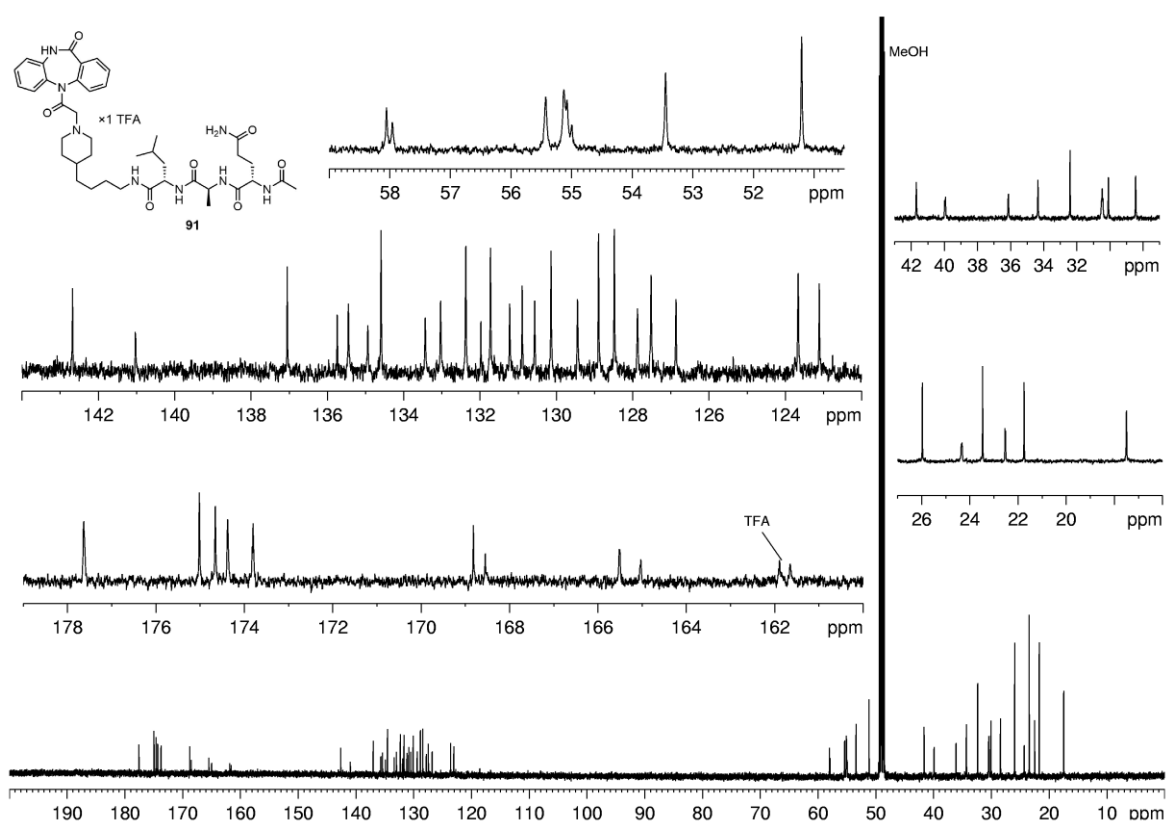 MeOH
O
HN
N
O
N
×1 TFA
H₂N O
HN O H N O H N O
O N H O N H
91
58 57 56 55 54 53 52 ppm
42 40 38 36 34 32 ppm
142 140 138 136 134 132 130 128 126 124 ppm
26 24 22 20 ppm
TFA
178 176 174 172 170 168 166 164 162 ppm
190 180 170 160 150 140 130 120 110 100 90 80 70 60 50 40 30 20 10 ppm